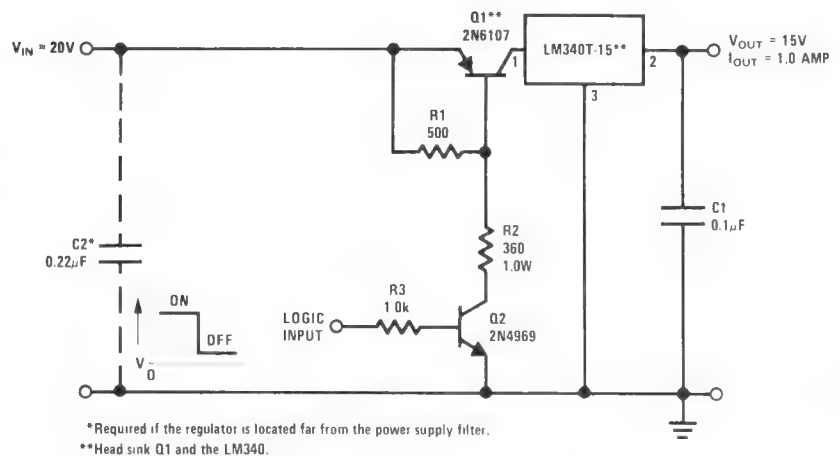 Q1**
2N6107
V_IN = 20V
LM340T-15**
1
2
3
V_OUT = 15V
I_OUT = 1.0 AMP
R1
500
C2*
0.22μF
R2
360
1.0W
C1
0.1μF
ON
OFF
V
0
R3
1 0k
LOGIC
INPUT
Q2
2N4969
*Required if the regulator is located far from the power supply filter.
**Head sink Q1 and the LM340.